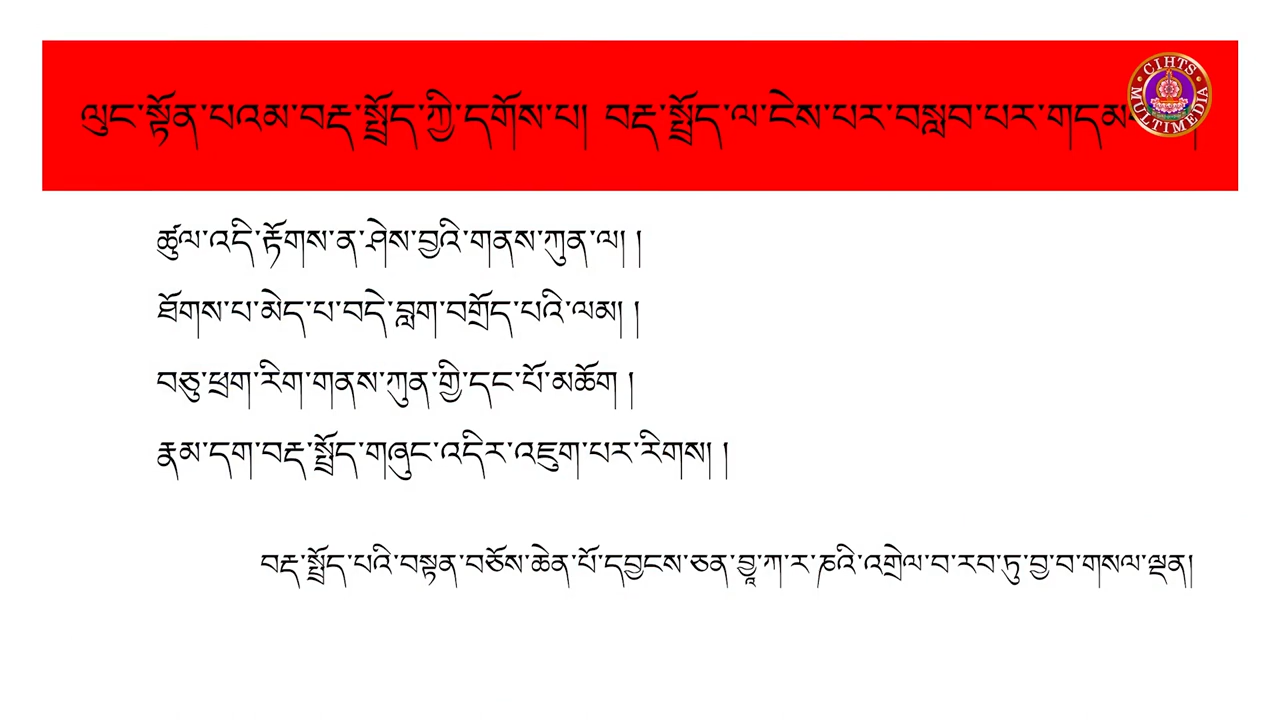 ལུང་སྟོན་པའམ་བརྡ་སྤྲོད་ཀྱི་དགོས་པ། བརྡ་སྤྲོད་ལ་ངེས་པར་བསླབ་པར་
CIHTS
MULTIMEDIA
ཚུལ་འདི་རྟོགས་ན་ཤེས་བྱའི་གནས་ཀུན་ལ། །
ཐོགས་པ་མེད་པ་བདེ་བླག་བགྲོད་པའི་ལམ། །
བཅུ་ཕྲག་རིག་གནས་ཀུན་གྱི་དང་པོ་མཆོག །
རྣམ་དག་བརྡ་སྤྲོད་གཞུང་འདིར་འཇུག་པར་རིགས། །
བརྡ་སྤྲོད་པའི་བསྟན་བཅོས་ཆེན་པོ་དབྱངས་ཅན་བྱཱ་ཀ་ར་ཎའི་འགྲེལ་བ་རབ་ཏུ་བྱ་བ་གསལ་ལྡན།